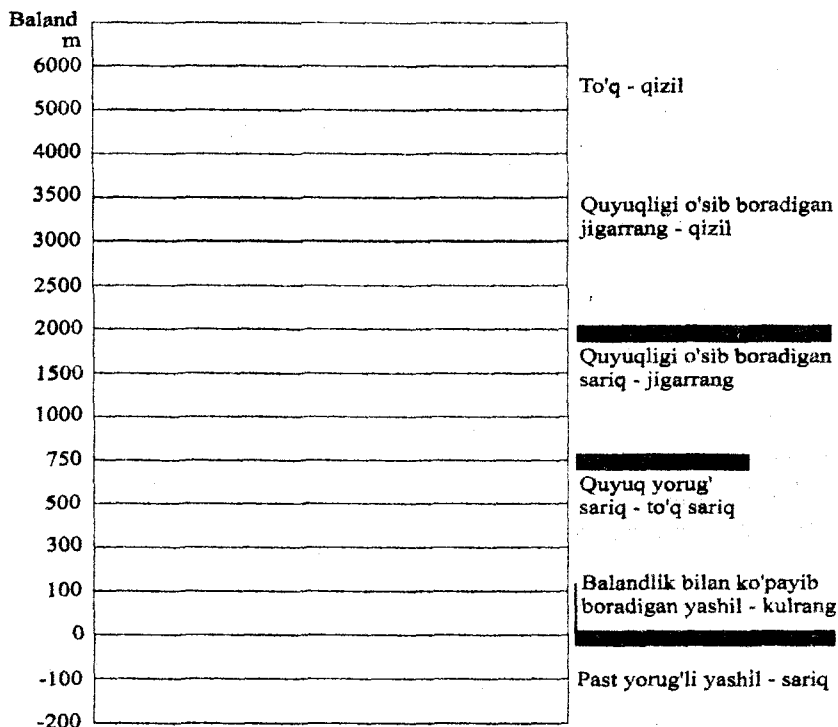 Baland
m
6000
5000
4000
3500
3000
2500
2000
1500
1000
750
500
300
100
0
-100
-200
To'q - qizil
Quyuqligi o'sib boradigan
jigarrang - qizil
Quyuqligi o'sib boradigan
sariq - jigarrang
Quyuq yorug'
sariq - to'q sariq
Balandlik bilan ko'payib
boradigan yashil - kulrang
Past yorug'li yashil - sariq